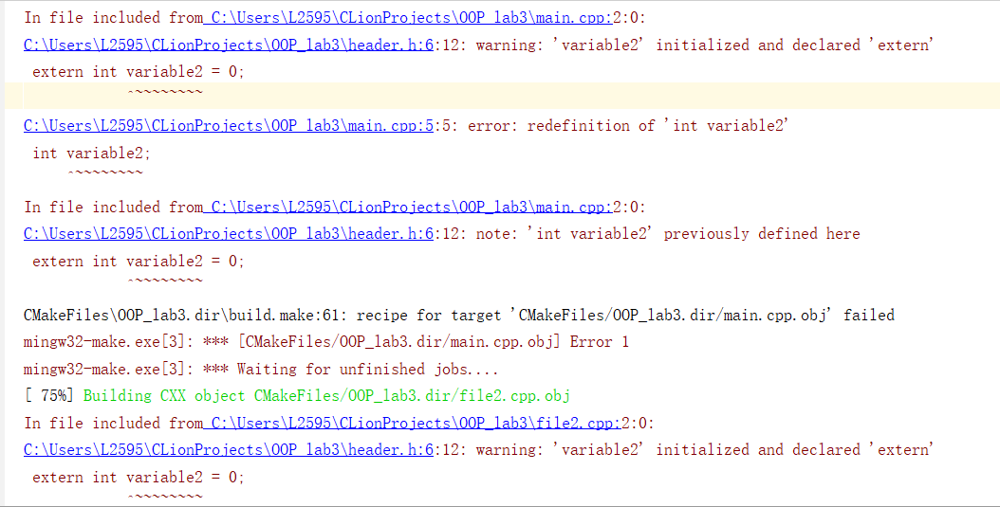 In file included from C:\Users\L2595\CLionProjects\OOP_lab3\main.cpp:2:0:
C:\Users\L2595\CLionProjects\OOP_lab3\header.h:6:12: warning: 'variable2' initialized and declared 'extern'
extern int variable2 = 0;
^~~~~~~~~
C:\Users\L2595\CLionProjects\OOP_lab3\main.cpp:5:5: error: redefinition of 'int variable2'
int variable2;
^~~~~~~~~
In file included from C:\Users\L2595\CLionProjects\OOP_lab3\main.cpp:2:0:
C:\Users\L2595\CLionProjects\OOP_lab3\header.h:6:12: note: 'int variable2' previously defined here
extern int variable2 = 0;
^~~~~~~~~
CMakeFiles\OOP_lab3.dir\build.make:61: recipe for target 'CMakeFiles/OOP_lab3.dir/main.cpp.obj' failed
mingw32-make.exe[3]: *** [CMakeFiles/OOP_lab3.dir/main.cpp.obj] Error 1
mingw32-make.exe[3]: *** Waiting for unfinished jobs....
[ 75%] Building CXX object CMakeFiles/OOP_lab3.dir/file2.cpp.obj
In file included from C:\Users\L2595\CLionProjects\OOP_lab3\file2.cpp:2:0:
C:\Users\L2595\CLionProjects\OOP_lab3\header.h:6:12: warning: 'variable2' initialized and declared 'extern'
extern int variable2 = 0;
^~~~~~~~~